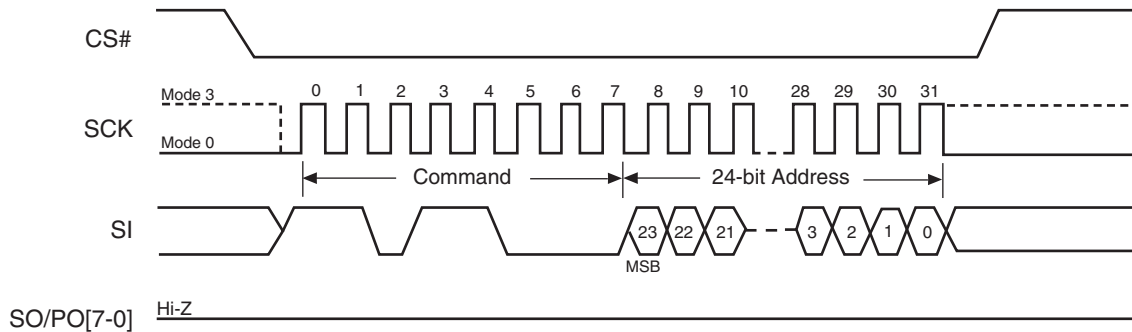 CS#
Mode 3
0 1 2 3 4 5 6 7 8 9 10 28 29 30 31
SCK
Mode 0
Command 24-bit Address
SI
23 22 21 3 2 1 0
MSB
Hi-Z
SO/PO[7-0]